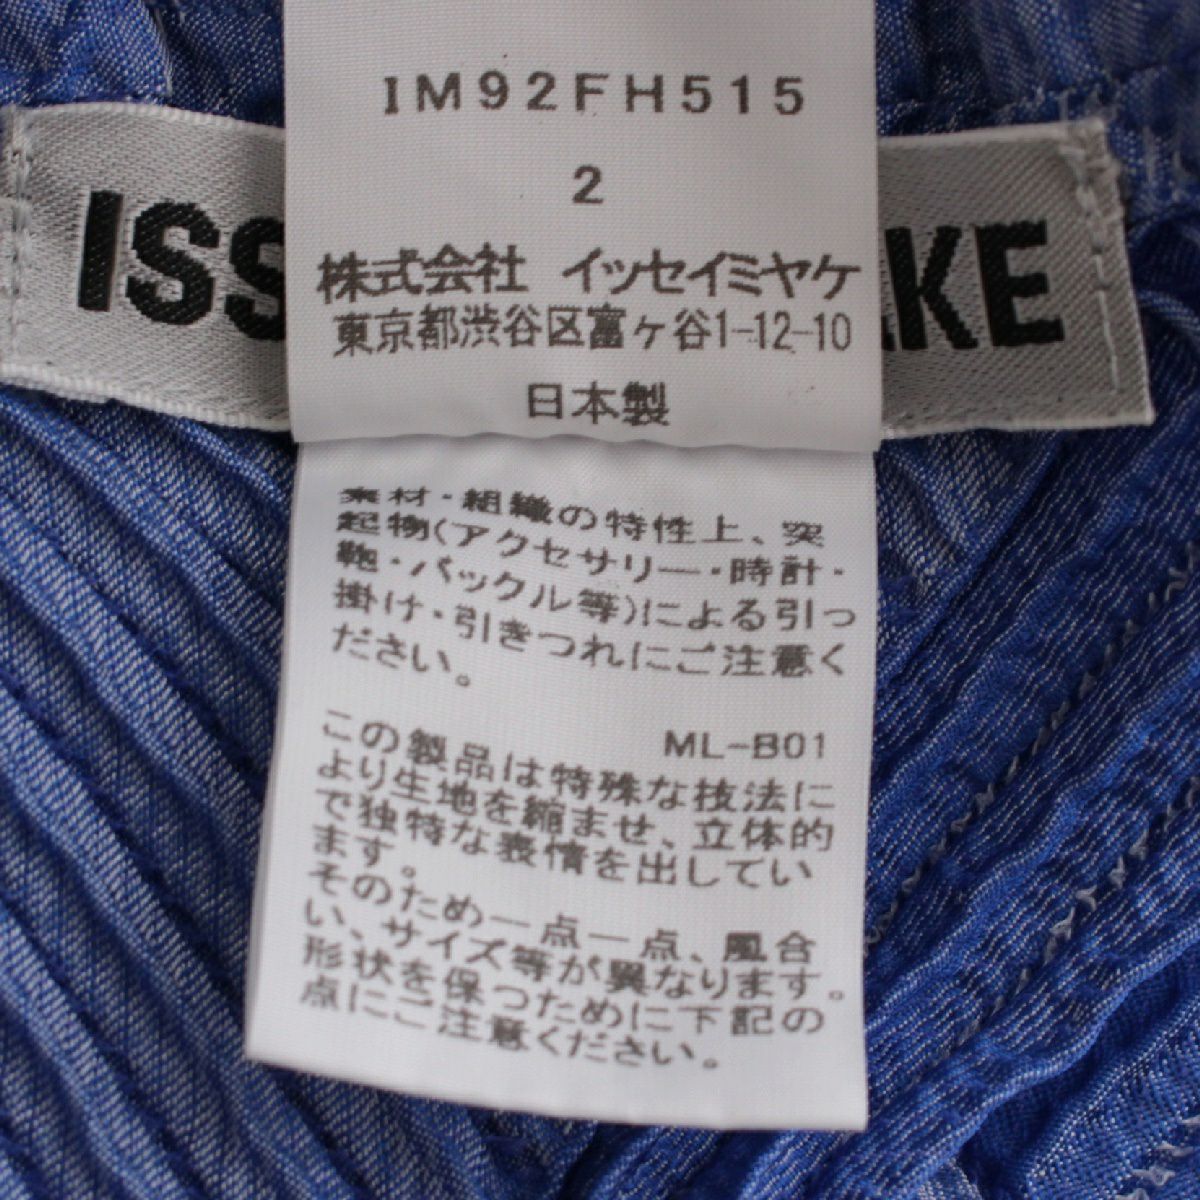 IM92FH515
2
ISS
AKE
株式会社 イッセイミヤケ
東京都渋谷区富ヶ谷1-12-10
日本製
素材・組織の特性上、突
起物(アクセサリー・時計・
鞄・バックル等)による引っ
掛け・引きつれにご注意く
ださい。
ML-B01
この製品は特殊な技法に
より生地を縮ませ、立体的
で独特な表情を出してい
ます。
そのため一点一点、風合
い、サイズ等が異なります。
形状を保つために下記の
点にご注意ください。